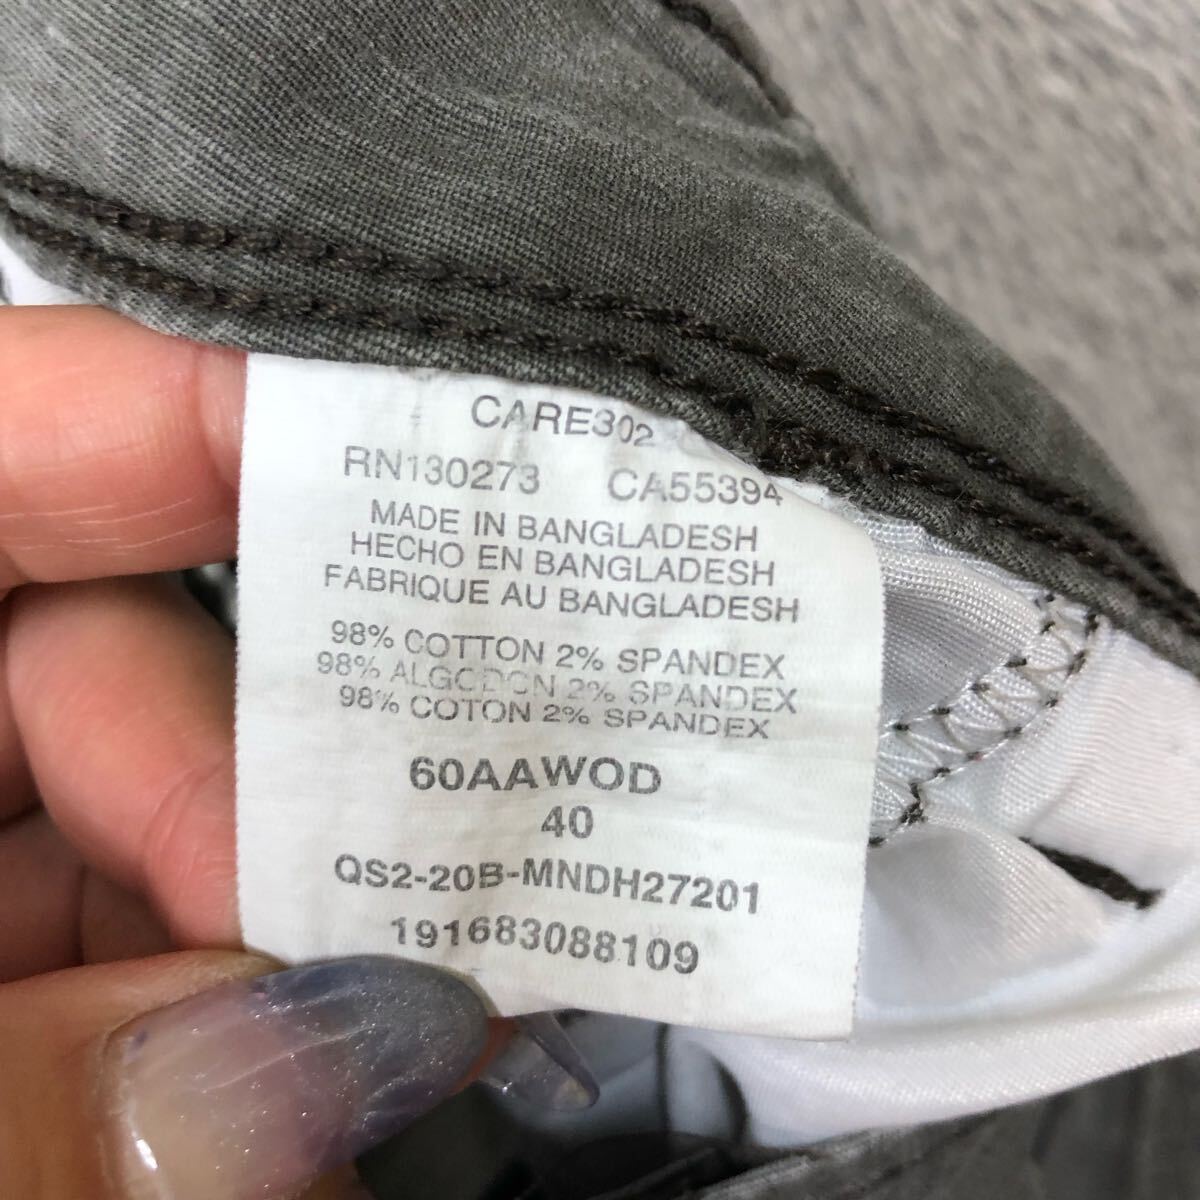 CARE302
RN130273 CA55394
MADE IN BANGLADESH
HECHO EN BANGLADESH
FABRIQUE AU BANGLADESH
98% COTTON 2% SPANDEX
98% ALGODON 2% SPANDEX
98% COTON 2% SPANDEX
60AAWOD
40
QS2-20B-MNDH27201
191683088109